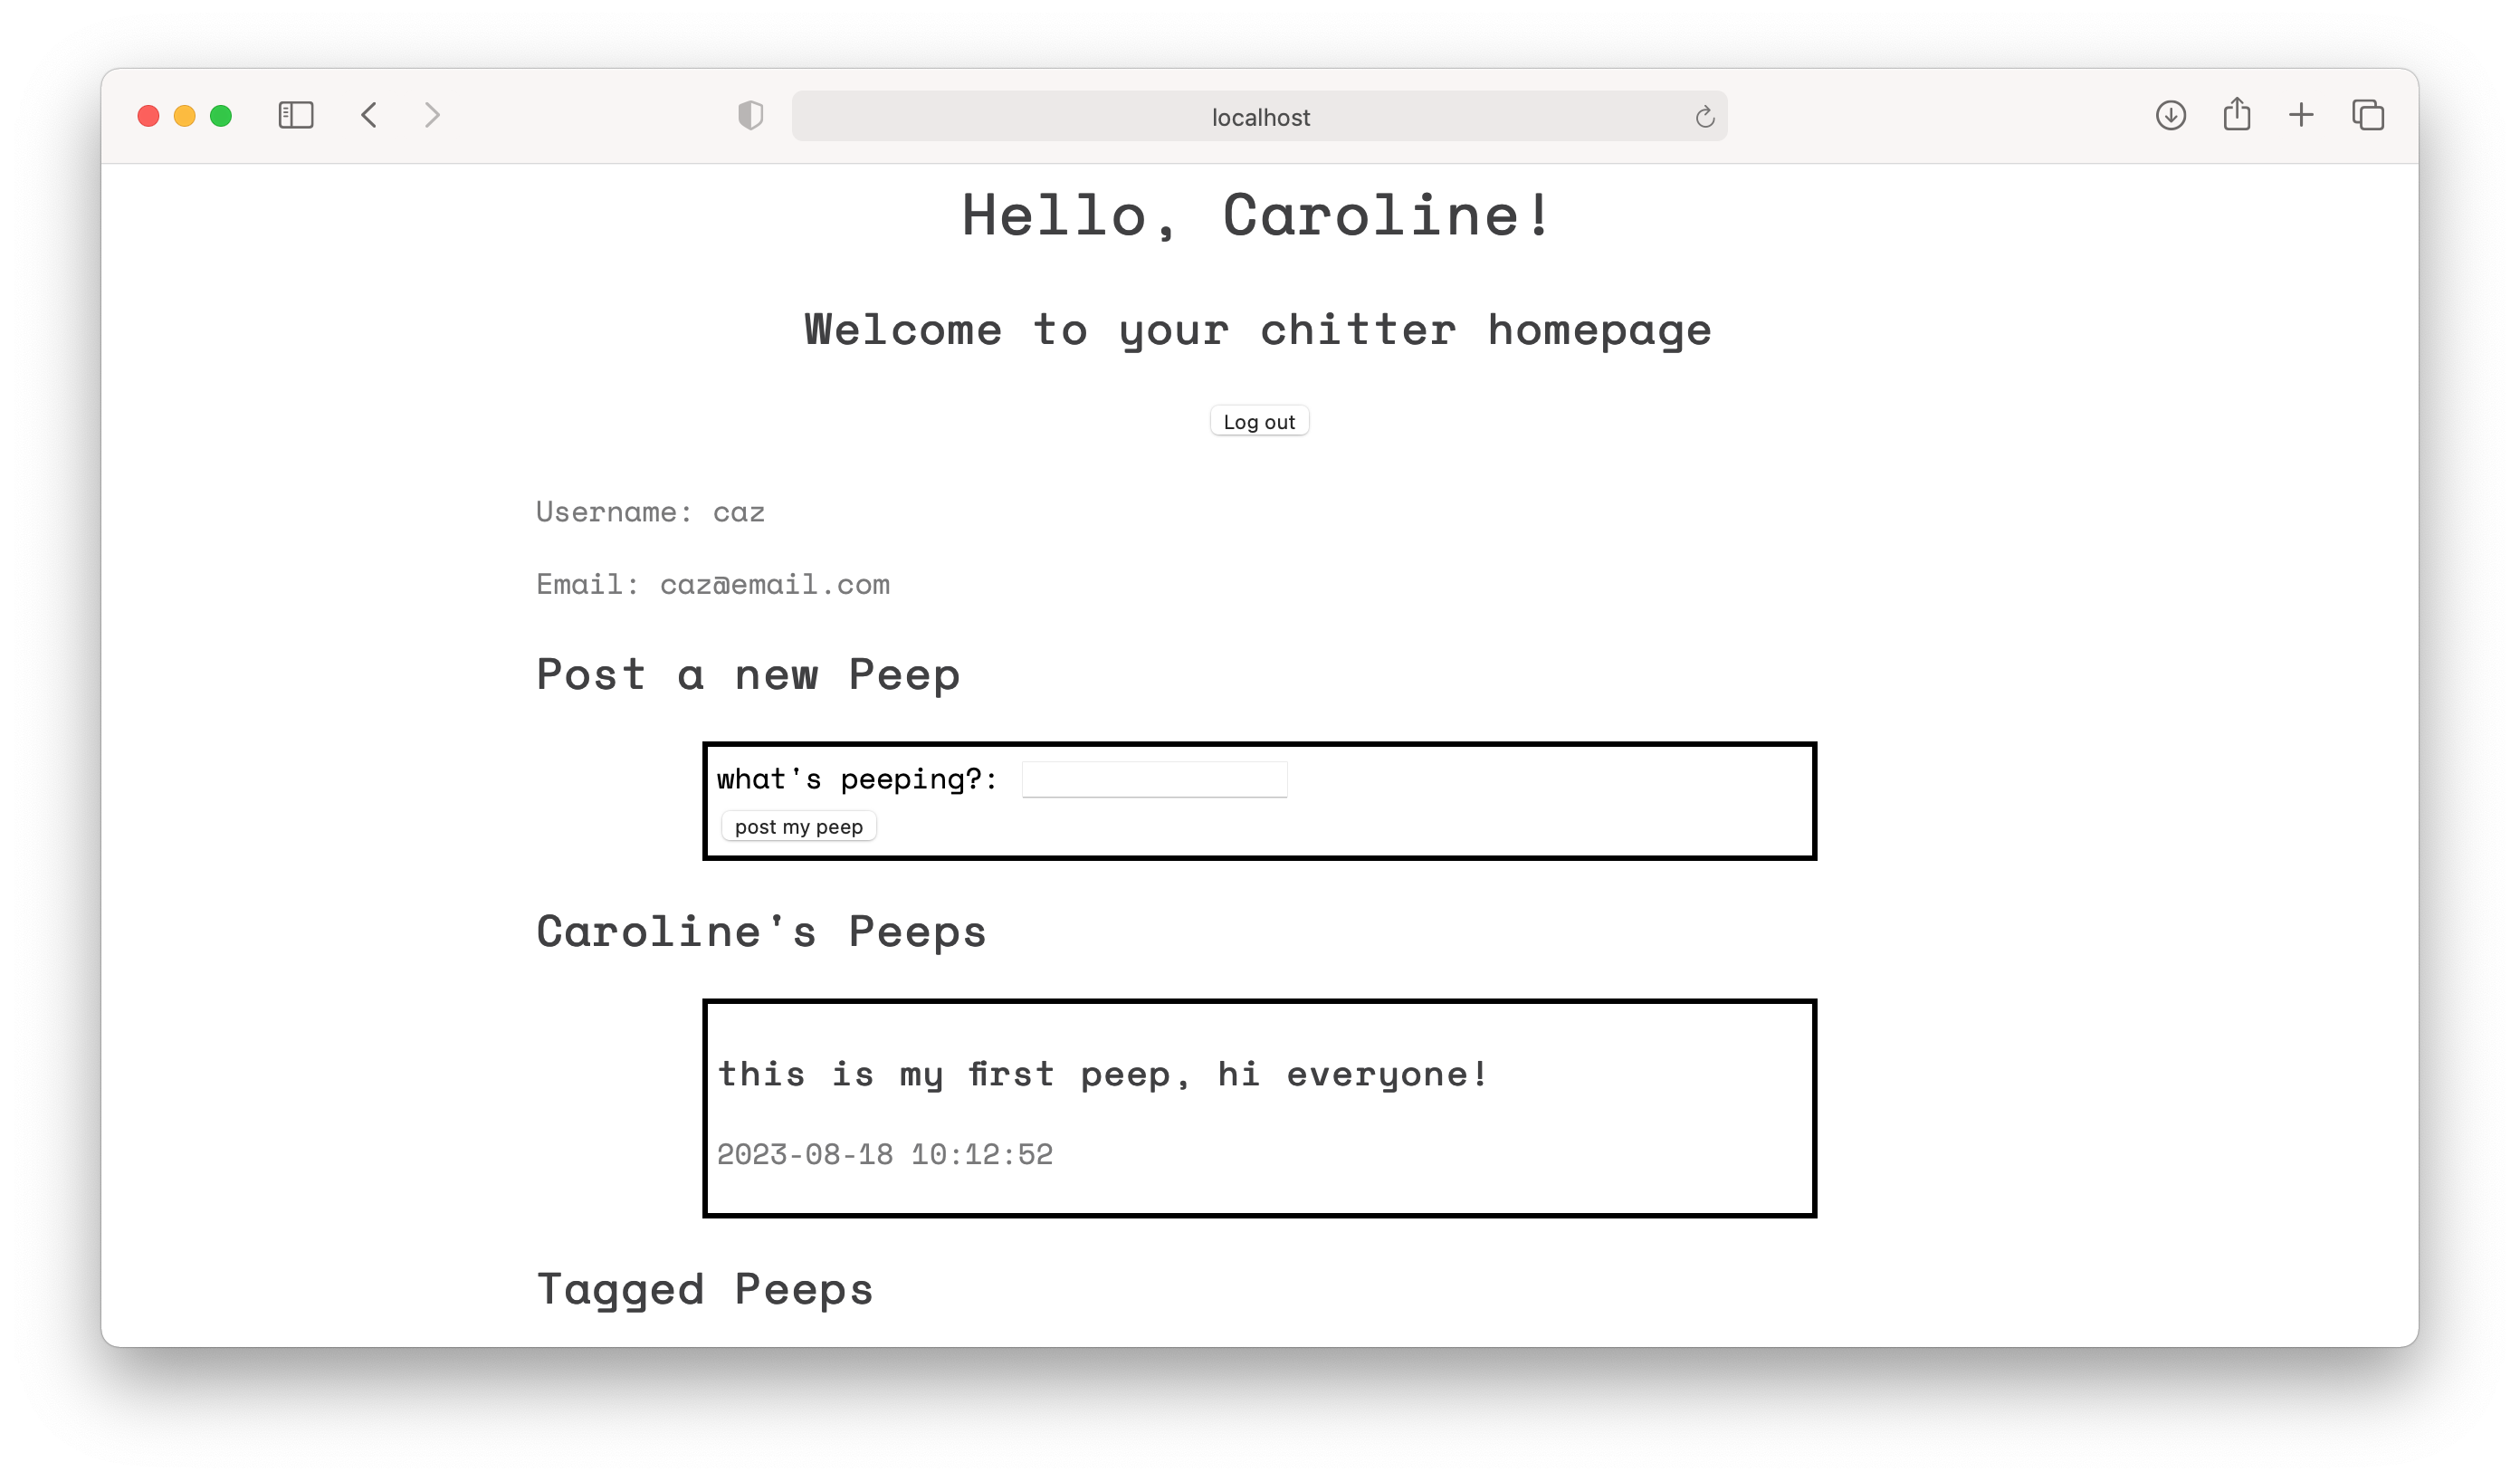 localhost
Hello, Caroline!
Welcome to your chitter homepage
Log out
Username: caz
Email: caz@email.com
Post a new Peep
what's peeping?:
post my peep
Caroline's Peeps
this is my first peep, hi everyone!
2023-08-18 10:12:52
Tagged Peeps